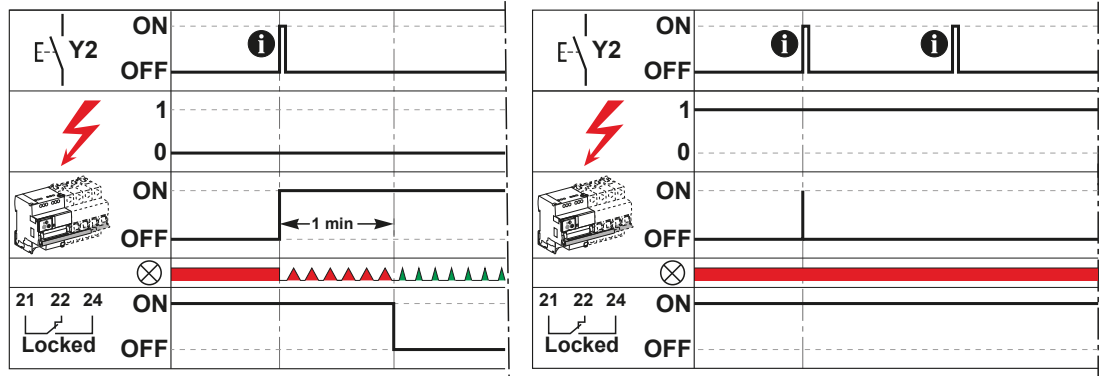 ON
Y2
OFF
i
1
0
ON
OFF
1 min
21 22 24
ON
Locked
OFF
ON
Y2
OFF
i
i
1
0
ON
OFF
21 22 24
ON
Locked
OFF